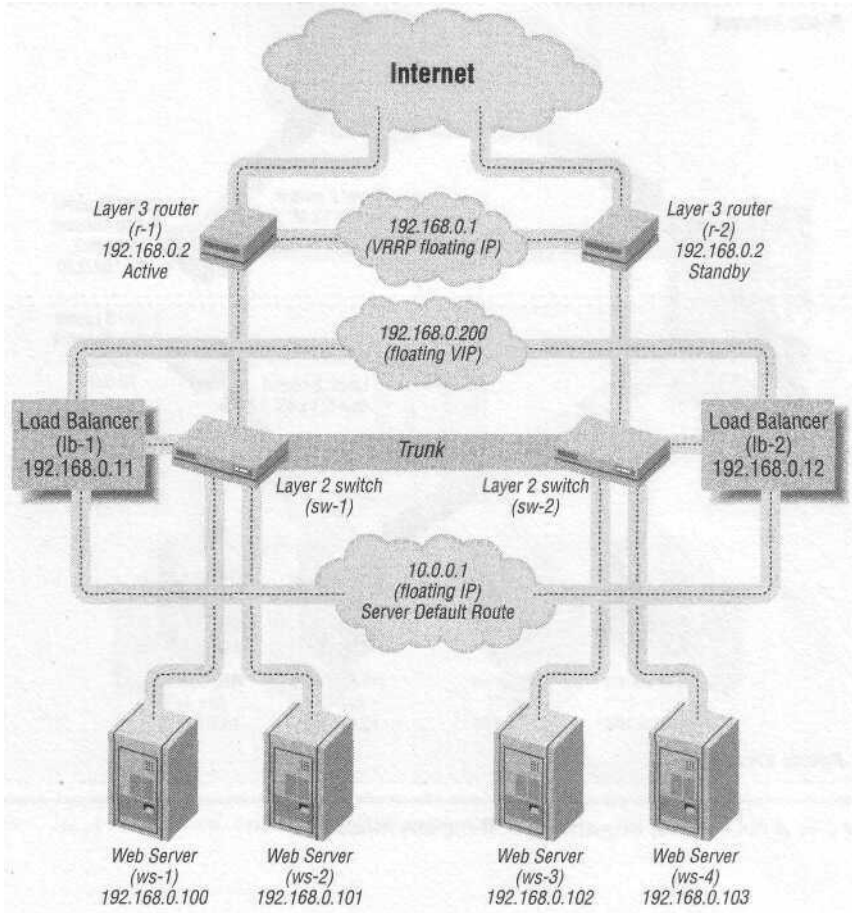 Internet
Layer 3 router
(r-1)
192.168.0.2
Active
192.168.0.1
(VRRP floating IP)
Layer 3 router
(r-2)
192.168.0.2
Standby
192.168.0.200
(floating VIP)
Load Balancer
(lb-1)
192.168.0.11
Trunk
Load Balancer
(lb-2)
192.168.0.12
Layer 2 switch
(sw-1)
Layer 2 switch
(sw-2)
10.0.0.1
(floating IP)
Server Default Route
Web Server
(ws-1)
192.168.0.100
Web Server
(ws-2)
192.168.0.101
Web Server
(ws-3)
192.168.0.102
Web Server
(ws-4)
192.168.0.103